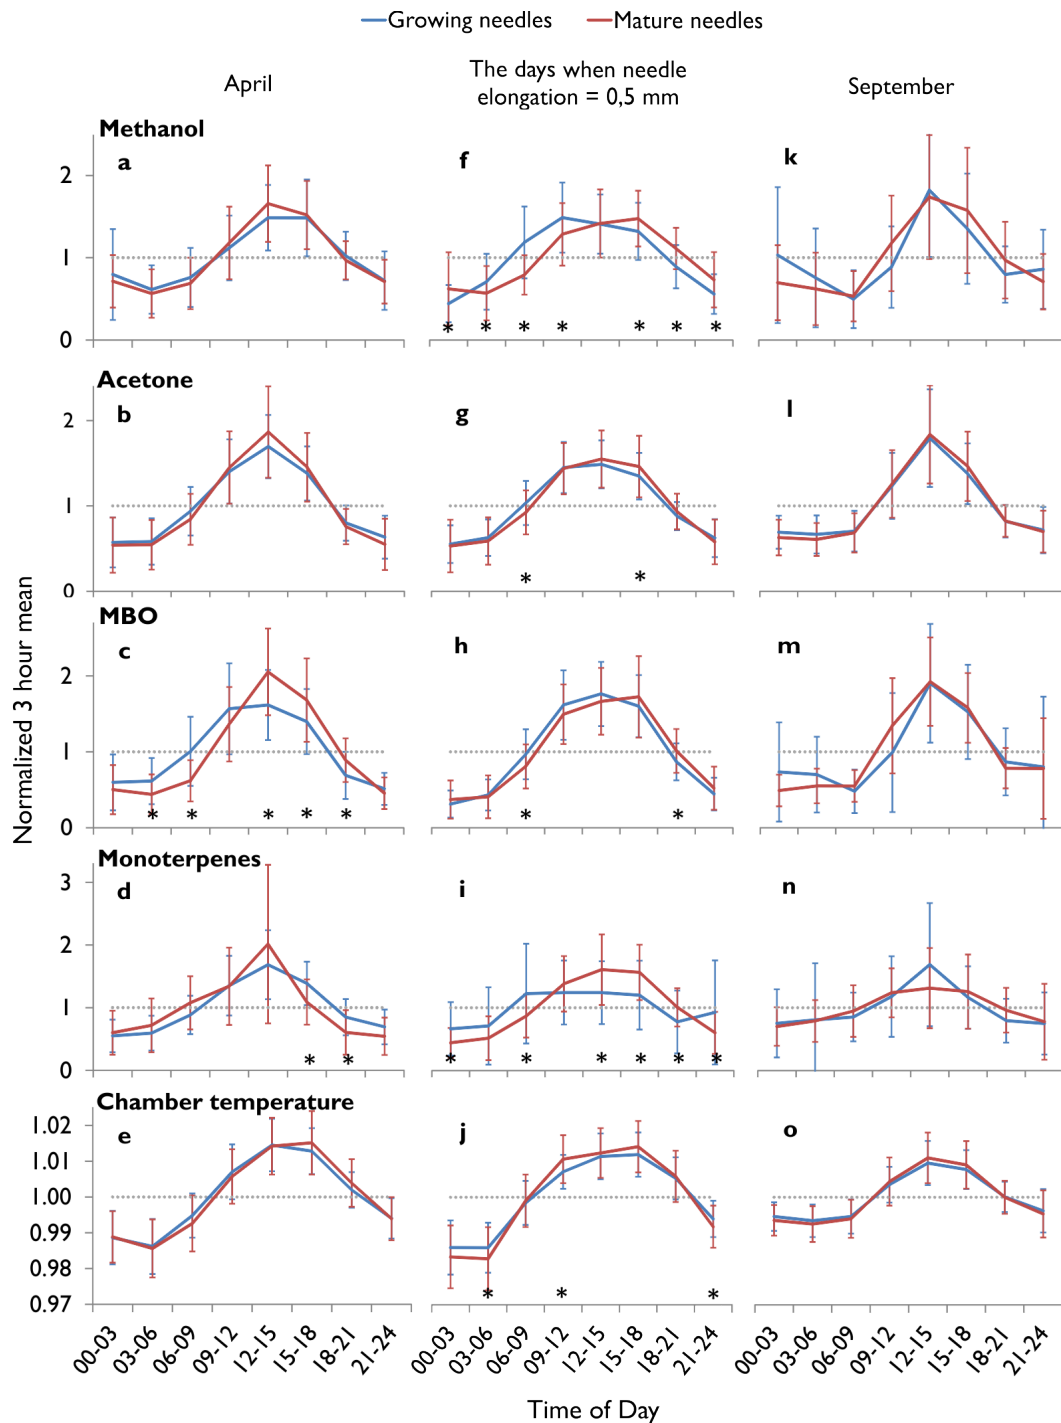 Growing needles Mature needles
April
The days when needle
elongation = 0,5 mm
September
Normalized 3 hour mean
Methanol
a f k
2
1
0
* * * * * * *
Acetone
b g l
2
1
0
* *
MBO
c h m
2
1
0
* * * * * * *
Monoterpenes
d i n
3
2
1
0
* * * * * * * *
Chamber temperature
e j o
1.02
1.01
1.00
0.99
0.98
0.97
* * *
00-03 03-06 06-09 09-12 12-15 15-18 18-21 21-24 00-03 03-06 06-09 09-12 12-15 15-18 18-21 21-24 00-03 03-06 06-09 09-12 12-15 15-18 18-21 21-24
Time of Day